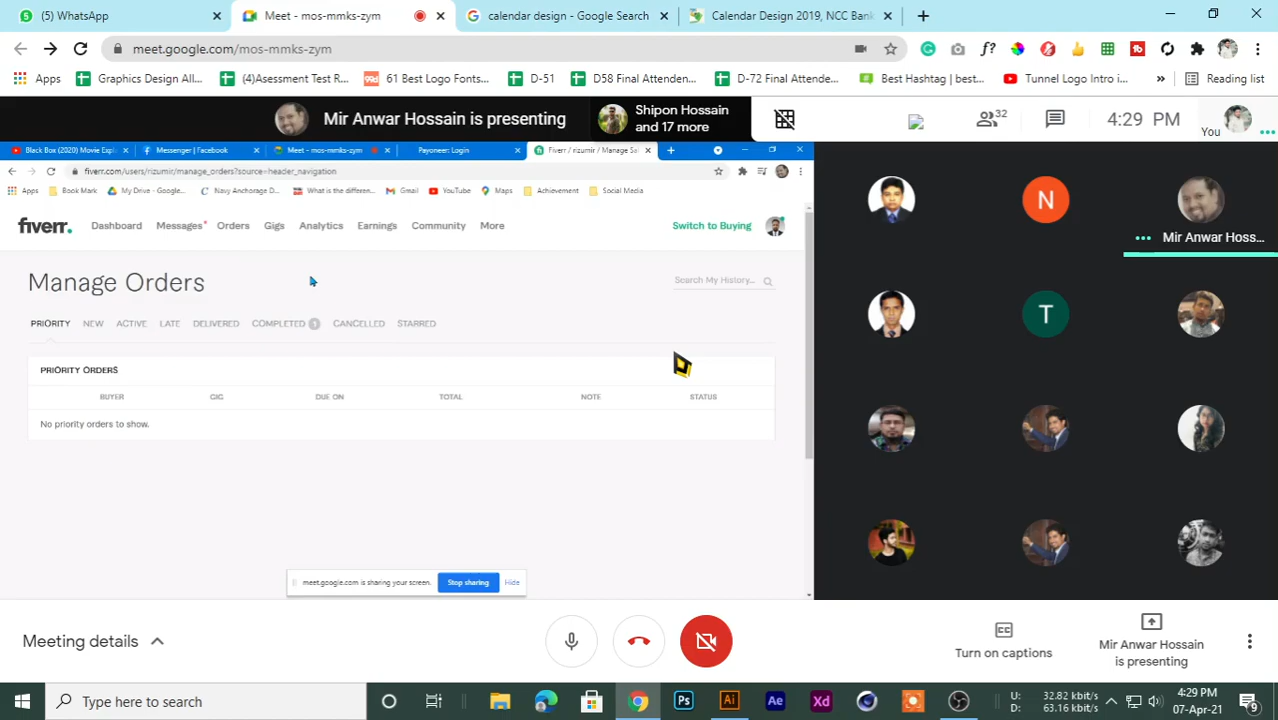 (5) WhatsApp
Meet - mos-mmks-zym
calendar design - Google Search
Calendar Design 2019, NCC Bank
meet.google.com/mos-mmks-zym
Apps
Graphics Design All...
(4)Asessment Test R...
61 Best Logo Fonts...
D-51
D58 Final Attenden...
D-72 Final Attende...
Best Hashtag | best...
Tunnel Logo Intro i...
»
Reading list
Mir Anwar Hossain is presenting
Shipon Hossain
and 17 more
32
4:29 PM
You
Black Box (2020) Movie Expl
Messenger | Facebook
Meet - mos-mmks-zym
Payoneer: Login
Fiverr / rizumir / Manage Sal
fiverr.com/users/rizumir/manage_orders?source=header_navigation
Apps
Book Mark
My Drive - Google...
Navy Anchorage D...
What is the differen...
Gmail
YouTube
Maps
Achievement
Social Media
fiverr.
Dashboard
Messages
Orders
Gigs
Analytics
Earnings
Community
More
Switch to Buying
Manage Orders
Search My History...
PRIORITY
NEW
ACTIVE
LATE
DELIVERED
COMPLETED 1
CANCELLED
STARRED
PRIORITY ORDERS
BUYER
GIG
DUE ON
TOTAL
NOTE
STATUS
No priority orders to show.
meet.google.com is sharing your screen.
Stop sharing
Hide
N
Mir Anwar Hoss...
T
Meeting details
CC
Turn on captions
Mir Anwar Hossain
is presenting
Type here to search
Ps
Ai
Ae
Xd
U: 32.82 kbit/s
D: 63.16 kbit/s
4:29 PM
07-Apr-21
9